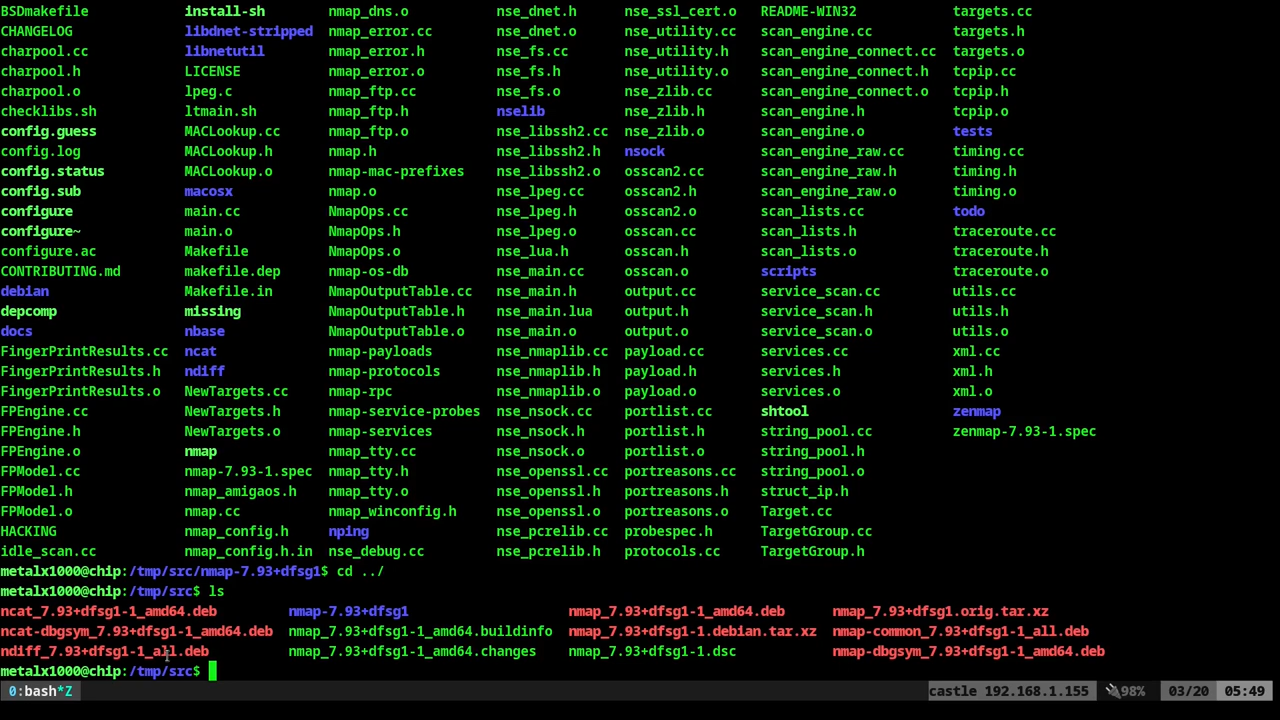 BSDmakefile install-sh nmap_dns.o nse_dnet.h nse_ssl_cert.o README-WIN32 targets.cc
CHANGELOG libdnet-stripped nmap_error.cc nse_dnet.o nse_utility.cc scan_engine.cc targets.h
charpool.cc libnetutil nmap_error.h nse_fs.cc nse_utility.h scan_engine_connect.cc targets.o
charpool.h LICENSE nmap_error.o nse_fs.h nse_utility.o scan_engine_connect.h tcpip.cc
charpool.o lpeg.c nmap_ftp.cc nse_fs.o nse_zlib.cc scan_engine_connect.o tcpip.h
checklibs.sh ltmain.sh nmap_ftp.h nselib nse_zlib.h scan_engine.h tcpip.o
config.guess MACLookup.cc nmap_ftp.o nse_libssh2.cc nse_zlib.o scan_engine.o tests
config.log MACLookup.h nmap.h nse_libssh2.h nsock scan_engine_raw.cc timing.cc
config.status MACLookup.o nmap-mac-prefixes nse_libssh2.o osscan2.cc scan_engine_raw.h timing.h
config.sub macosx nmap.o nse_lpeg.cc osscan2.h scan_engine_raw.o timing.o
configure main.cc NmapOps.cc nse_lpeg.h osscan2.o scan_lists.cc todo
configure~ main.o NmapOps.h nse_lpeg.o osscan.cc scan_lists.h traceroute.cc
configure.ac Makefile NmapOps.o nse_lua.h osscan.h scan_lists.o traceroute.h
CONTRIBUTING.md makefile.dep nmap-os-db nse_main.cc osscan.o scripts traceroute.o
debian Makefile.in NmapOutputTable.cc nse_main.h output.cc service_scan.cc utils.cc
depcomp missing NmapOutputTable.h nse_main.lua output.h service_scan.h utils.h
docs nbase NmapOutputTable.o nse_main.o output.o service_scan.o utils.o
FingerPrintResults.cc ncat nmap-payloads nse_nmaplib.cc payload.cc services.cc xml.cc
FingerPrintResults.h ndiff nmap-protocols nse_nmaplib.h payload.h services.h xml.h
FingerPrintResults.o NewTargets.cc nmap-rpc nse_nmaplib.o payload.o services.o xml.o
FPEngine.cc NewTargets.h nmap-service-probes nse_nsock.cc portlist.cc shtool zenmap
FPEngine.h NewTargets.o nmap-services nse_nsock.h portlist.h string_pool.cc zenmap-7.93-1.spec
FPEngine.o nmap nmap_tty.cc nse_nsock.o portlist.o string_pool.h
FPModel.cc nmap-7.93-1.spec nmap_tty.h nse_openssl.cc portreasons.cc string_pool.o
FPModel.h nmap_amigaos.h nmap_tty.o nse_openssl.h portreasons.h struct_ip.h
FPModel.o nmap.cc nmap_winconfig.h nse_openssl.o portreasons.o Target.cc
HACKING nmap_config.h nping nse_pcrelib.cc probespec.h TargetGroup.cc
idle_scan.cc nmap_config.h.in nse_debug.cc nse_pcrelib.h protocols.cc TargetGroup.h
metalx1000@chip:/tmp/src/nmap-7.93+dfsg1$ cd ../
metalx1000@chip:/tmp/src$ ls
ncat_7.93+dfsg1-1_amd64.deb nmap-7.93+dfsg1 nmap_7.93+dfsg1-1_amd64.deb nmap_7.93+dfsg1.orig.tar.xz
ncat-dbgsym_7.93+dfsg1-1_amd64.deb nmap_7.93+dfsg1-1_amd64.buildinfo nmap_7.93+dfsg1-1.debian.tar.xz nmap-common_7.93+dfsg1-1_all.deb
ndiff_7.93+dfsg1-1_all.deb nmap_7.93+dfsg1-1_amd64.changes nmap_7.93+dfsg1-1.dsc nmap-dbgsym_7.93+dfsg1-1_amd64.deb
metalx1000@chip:/tmp/src$
0:bash*Z castle 192.168.1.155 98% 03/20 05:49